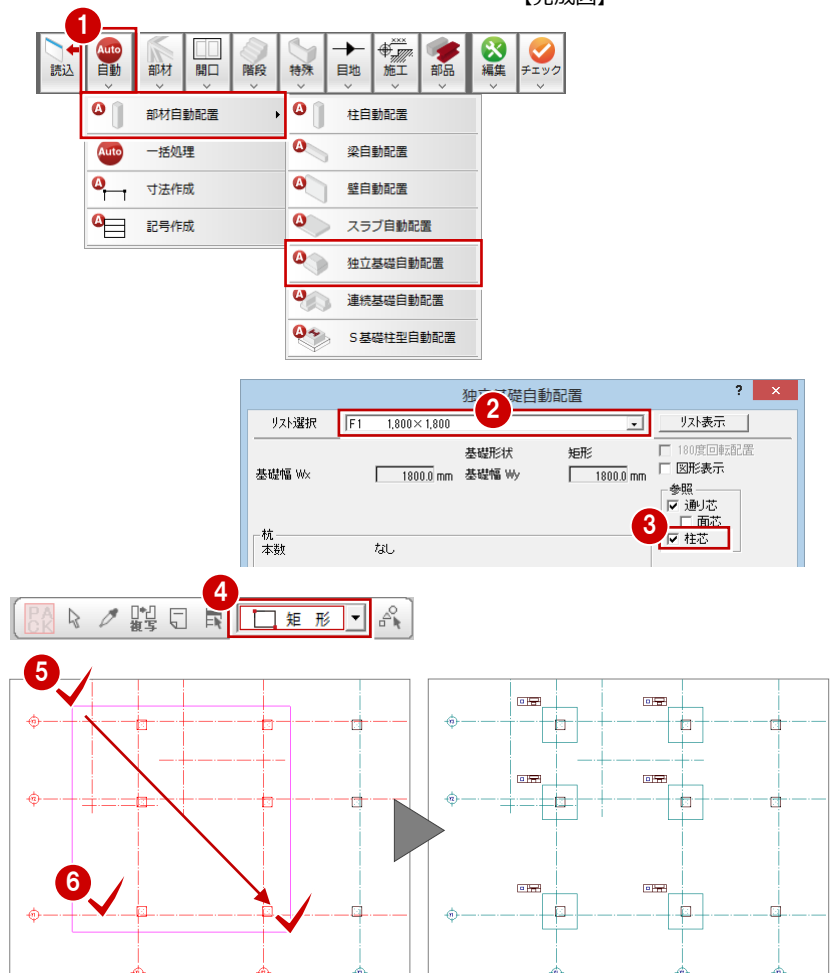 【完成図】
1
読込 Auto 自動 部材 開口 階段 特殊 目地 ××× 施工 部品 編集 チェック
A 部材自動配置
Auto 一括処理
A 寸法作成
A 記号作成
A 柱自動配置
A 梁自動配置
A 壁自動配置
A スラブ自動配置
A 独立基礎自動配置
A 連続基礎自動配置
A S基礎柱型自動配置
独立基礎自動配置 ? ×
2
リスト選択 F1 1,800×1,800 リスト表示
基礎形状 矩形 180度回転配置
基礎幅 Wx 1800.0 mm 基礎幅 Wy 1800.0 mm 図形表示
参照
通り芯
面芯
3
柱芯
杭
本数 なし
4
PACK 複写 矩形
5
6